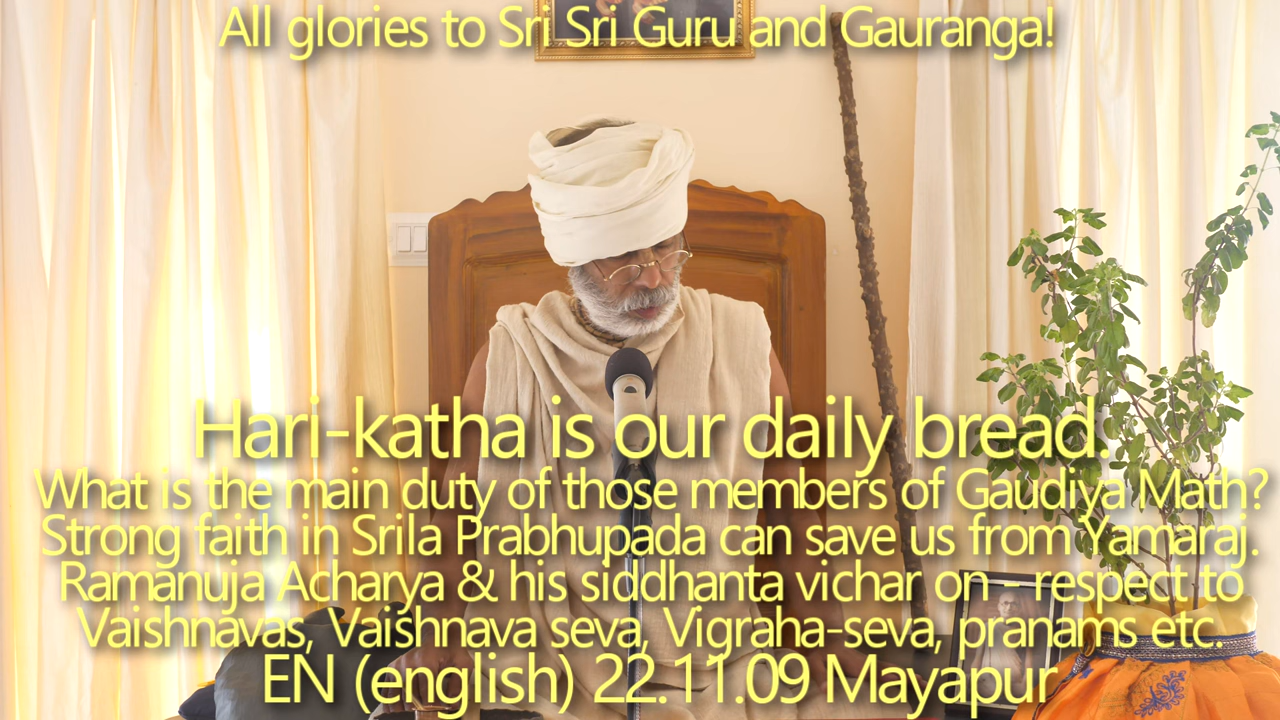 All glories to Sri Sri Guru and Gauranga!
Hari-katha is our daily bread.
What is the main duty of those members of Gaudiya Math?
Strong faith in Srila Prabhupada can save us from Yamaraj.
Ramanuja Acharya & his siddhanta vichar on - respect to
Vaishnavas, Vaishnava seva, Vigraha-seva, pranams etc.
EN (english) 22.11.09 Mayapur